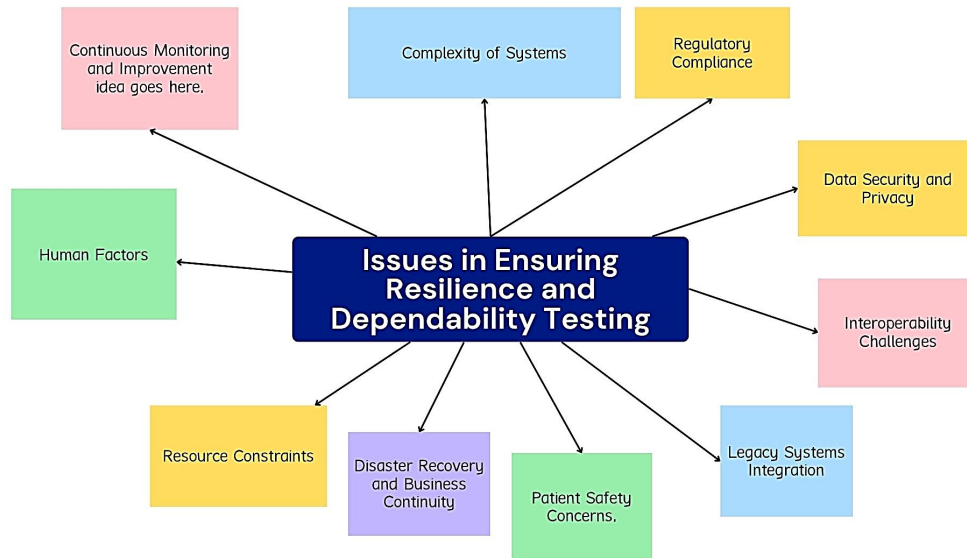 Continuous Monitoring
and Improvement
idea goes here.
Complexity of Systems
Regulatory
Compliance
Data Security and
Privacy
Human Factors
Issues in Ensuring
Resilience and
Dependability Testing
Interoperability
Challenges
Resource Constraints
Disaster Recovery
and Business
Continuity
Patient Safety
Concerns.
Legacy Systems
Integration